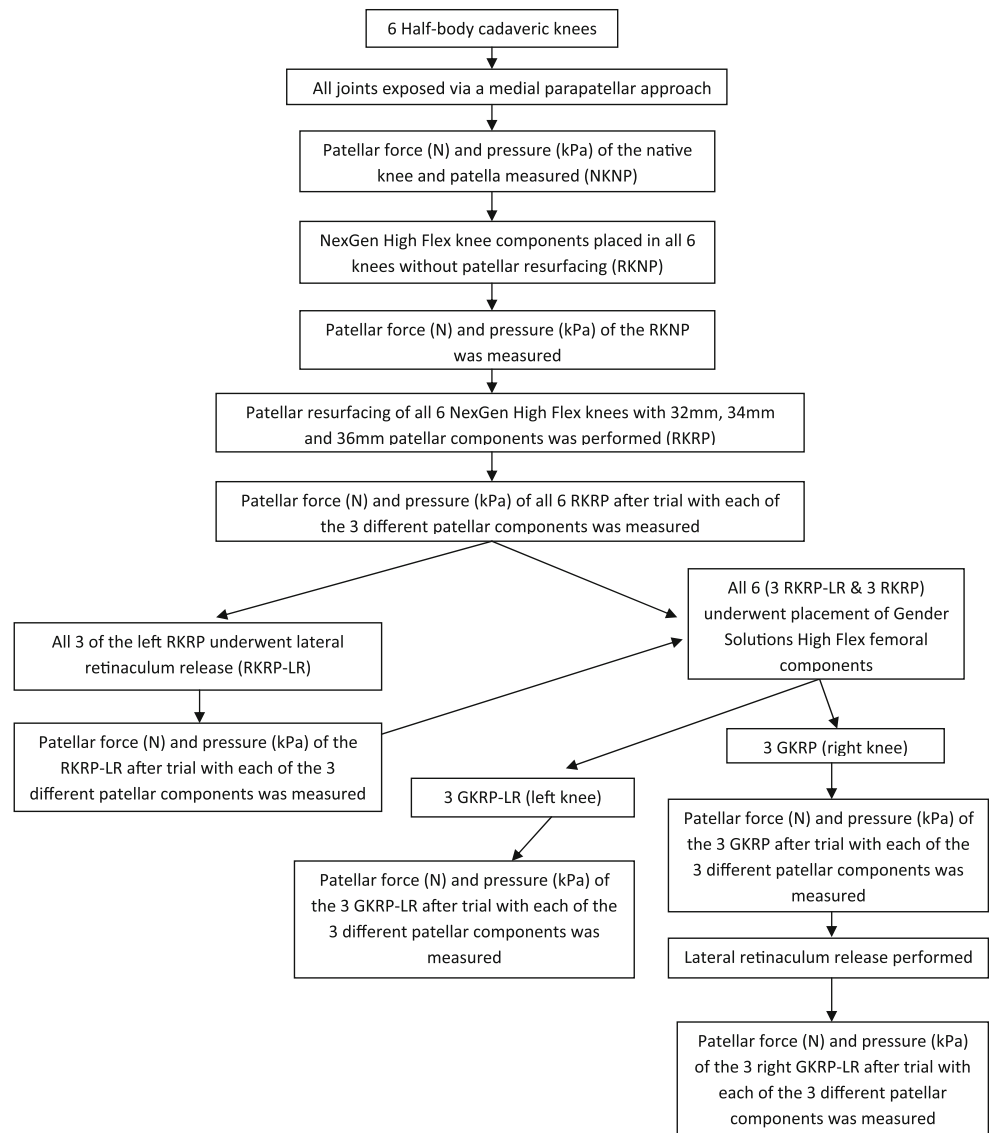 6 Half-body cadaveric knees
All joints exposed via a medial parapatellar approach
Patellar force (N) and pressure (kPa) of the native
knee and patella measured (NKNP)
NexGen High Flex knee components placed in all 6
knees without patellar resurfacing (RKNP)
Patellar force (N) and pressure (kPa) of the RKNP
was measured
Patellar resurfacing of all 6 NexGen High Flex knees with 32mm, 34mm
and 36mm patellar components was performed (RKRP)
Patellar force (N) and pressure (kPa) of all 6 RKRP after trial with each of
the 3 different patellar components was measured
All 3 of the left RKRP underwent lateral
retinaculum release (RKRP-LR)
Patellar force (N) and pressure (kPa) of the
RKRP-LR after trial with each of the 3
different patellar components was measured
All 6 (3 RKRP-LR & 3 RKRP)
underwent placement of Gender
Solutions High Flex femoral
components
3 GKRP-LR (left knee)
Patellar force (N) and pressure (kPa) of
the 3 GKRP-LR after trial with each of the
3 different patellar components was
measured
3 GKRP (right knee)
Patellar force (N) and pressure (kPa) of
the 3 GKRP after trial with each of the
3 different patellar components was
measured
Lateral retinaculum release performed
Patellar force (N) and pressure (kPa)
of the 3 right GKRP-LR after trial with
each of the 3 different patellar
components was measured